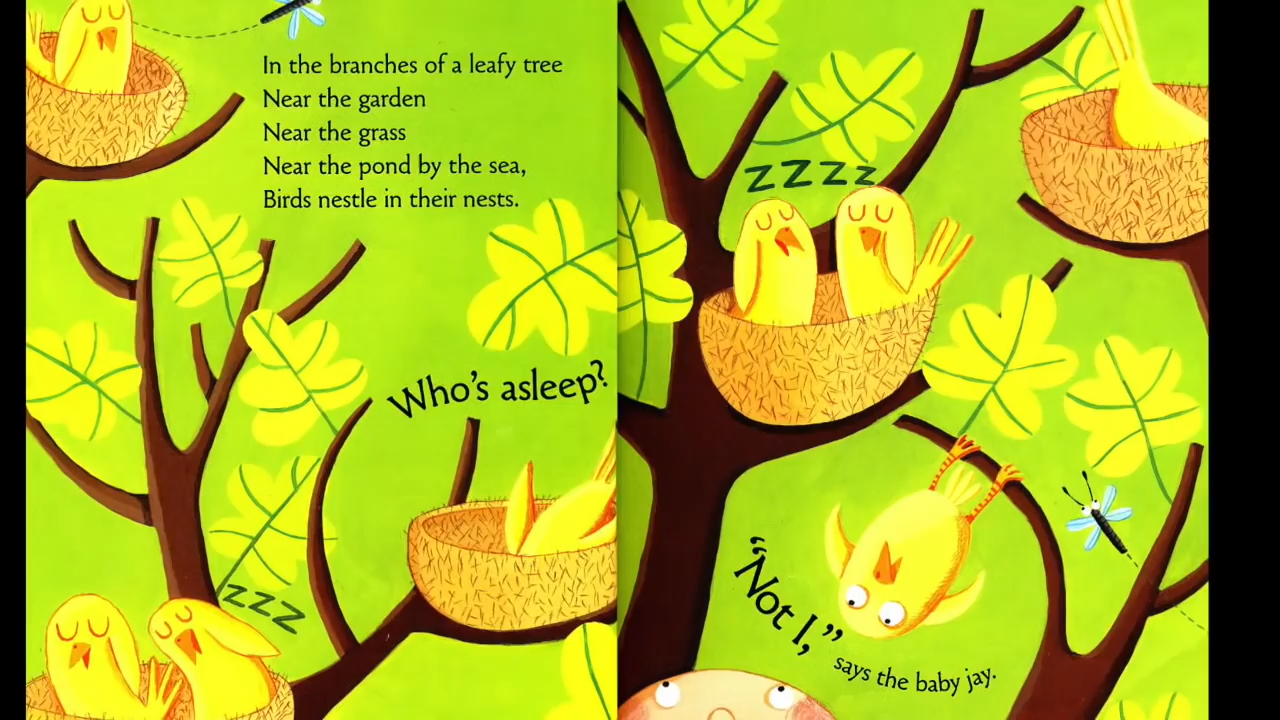 In the branches of a leafy tree
Near the garden
Near the grass
Near the pond by the sea,
Birds nestle in their nests.
Who's asleep?
zzz
zzzz
“Not I,”
says the baby jay.